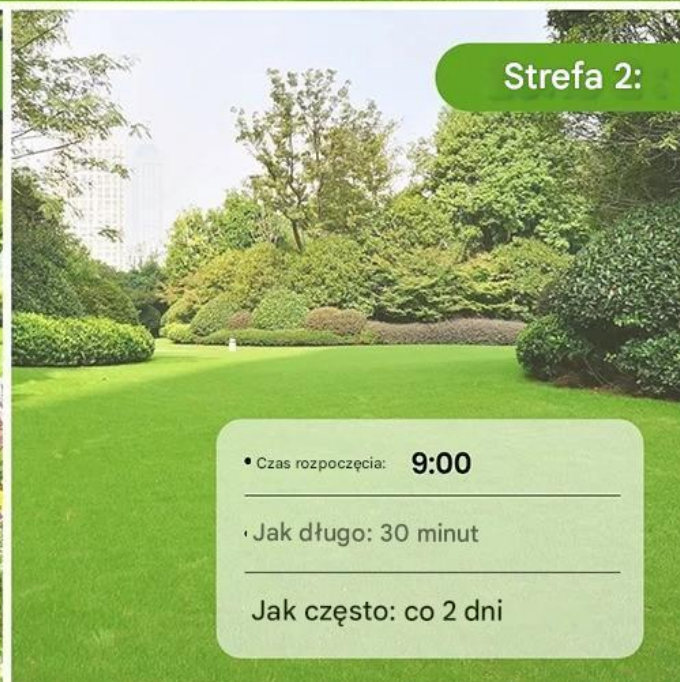 Strefa 2:
• Czas rozpoczęcia: 9:00
• Jak długo: 30 minut
Jak często: co 2 dni